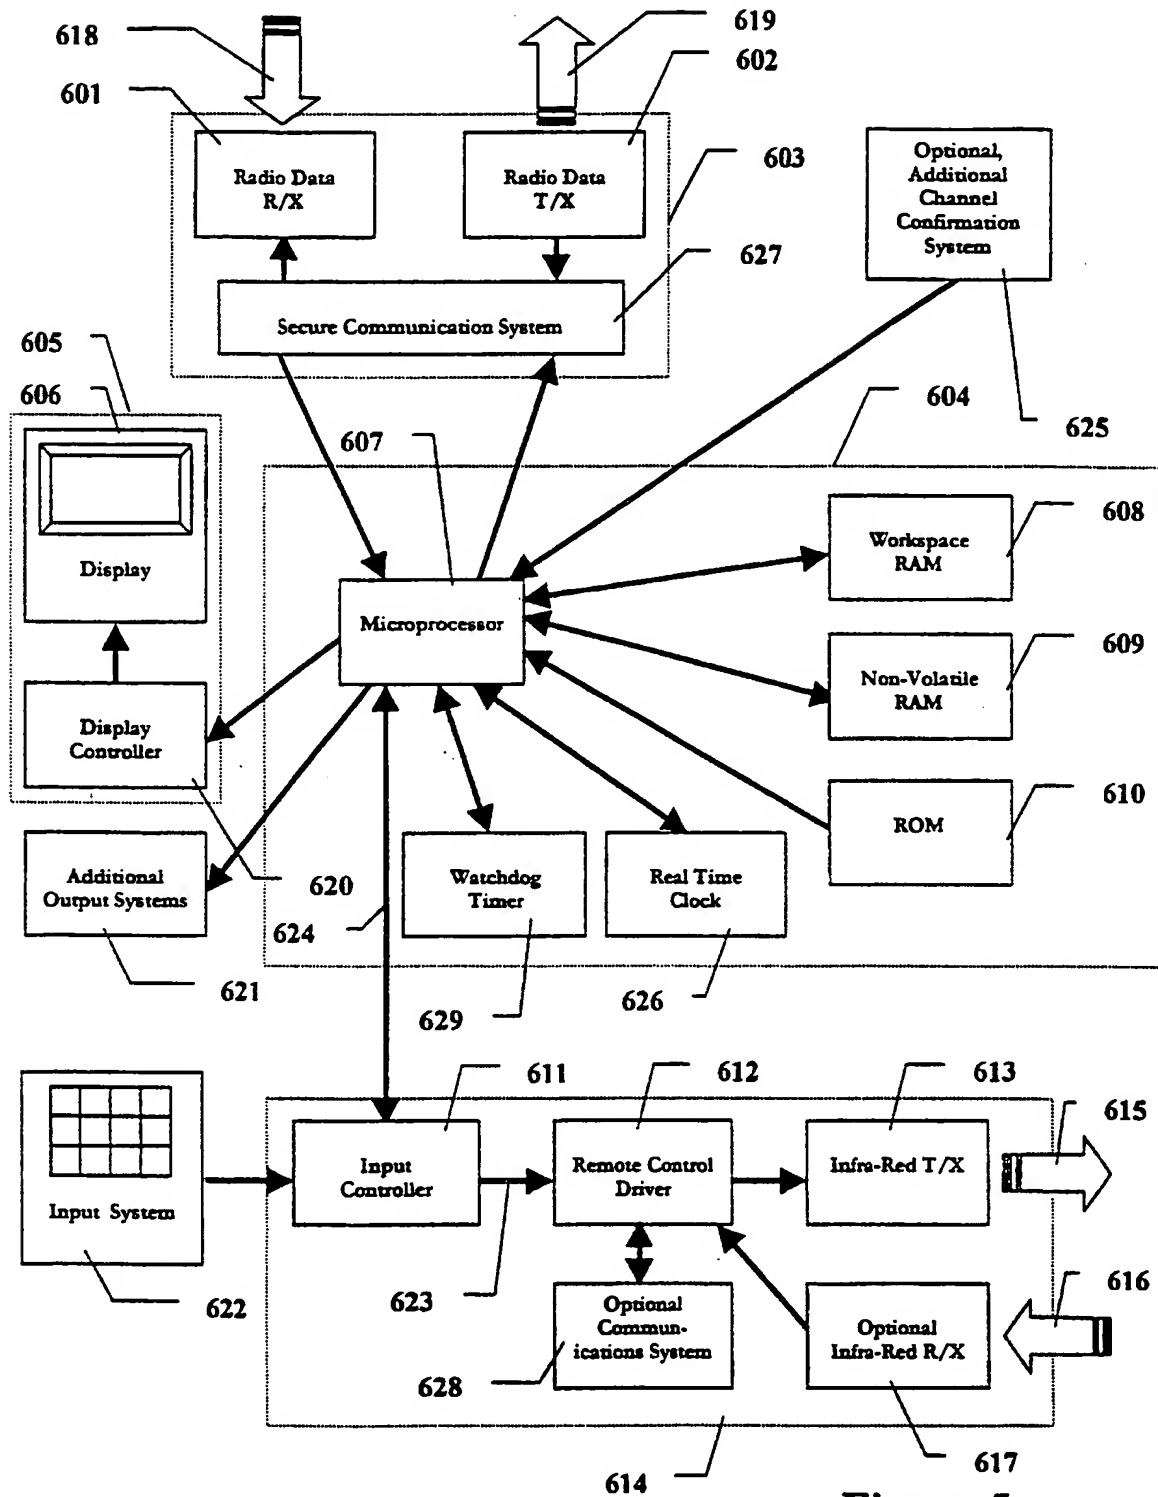 618
619
601
602
Radio Data
R/X
Radio Data
T/X
603
Optional,
Additional
Channel
Confirmation
System
627
Secure Communication System
605
606
604
625
607
Display
608
Workspace
RAM
Microprocessor
609
Non-Volatile
RAM
Display
Controller
610
ROM
Additional
Output Systems
620
624
Watchdog
Timer
Real Time
Clock
621
629
626
611
612
613
615
Input System
Input
Controller
Remote Control
Driver
Infra-Red T/X
622
623
616
Optional
Commun-
ications System
Optional
Infra-Red R/X
628
617
614